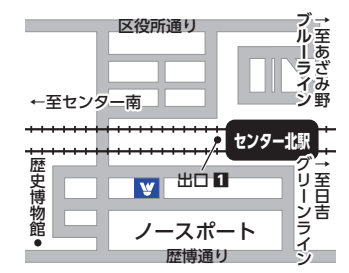 区役所通り
ブルーライン
→至あざみ野
←至センター南
センター北駅
出口 1
歴史博物館
W
ノースポート
グリーンライン
→至日吉
歴博通り